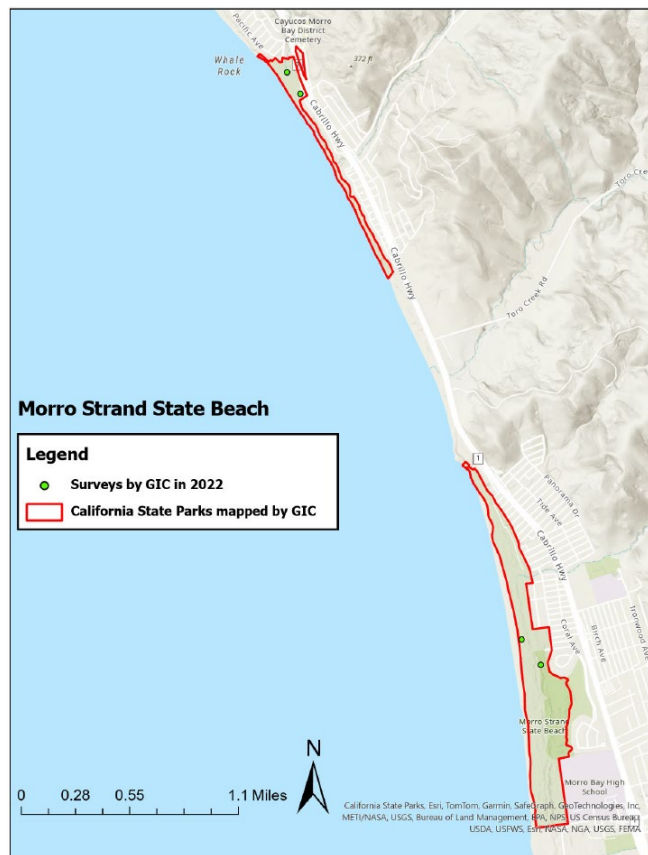 Pacific Ave
Cayucos Morro
Bay District
Cemetery
Whale
Rock
372 ft
Cabrillo Hwy
Toro Cree
Cabrillo Hwy
Toro Creek Rd
Morro Strand State Beach
Legend
Surveys by GIC in 2022
California State Parks mapped by GIC
1
Panorama Dr
Tide Ave
Cabrillo Hwy
Coral Ave
Birch Ave
Ironwood Ave
Morro Strand
State Beach
N
Morro Bay High
School
0 0.28 0.55 1.1 Miles
California State Parks, Esri, TomTom, Garmin, SafeGraph, GeoTechnologies, Inc,
METI/NASA, USGS, Bureau of Land Management, EPA, NPS, US Census Bureau,
USDA, USFWS, Esri, NASA, NGA, USGS, FEMA